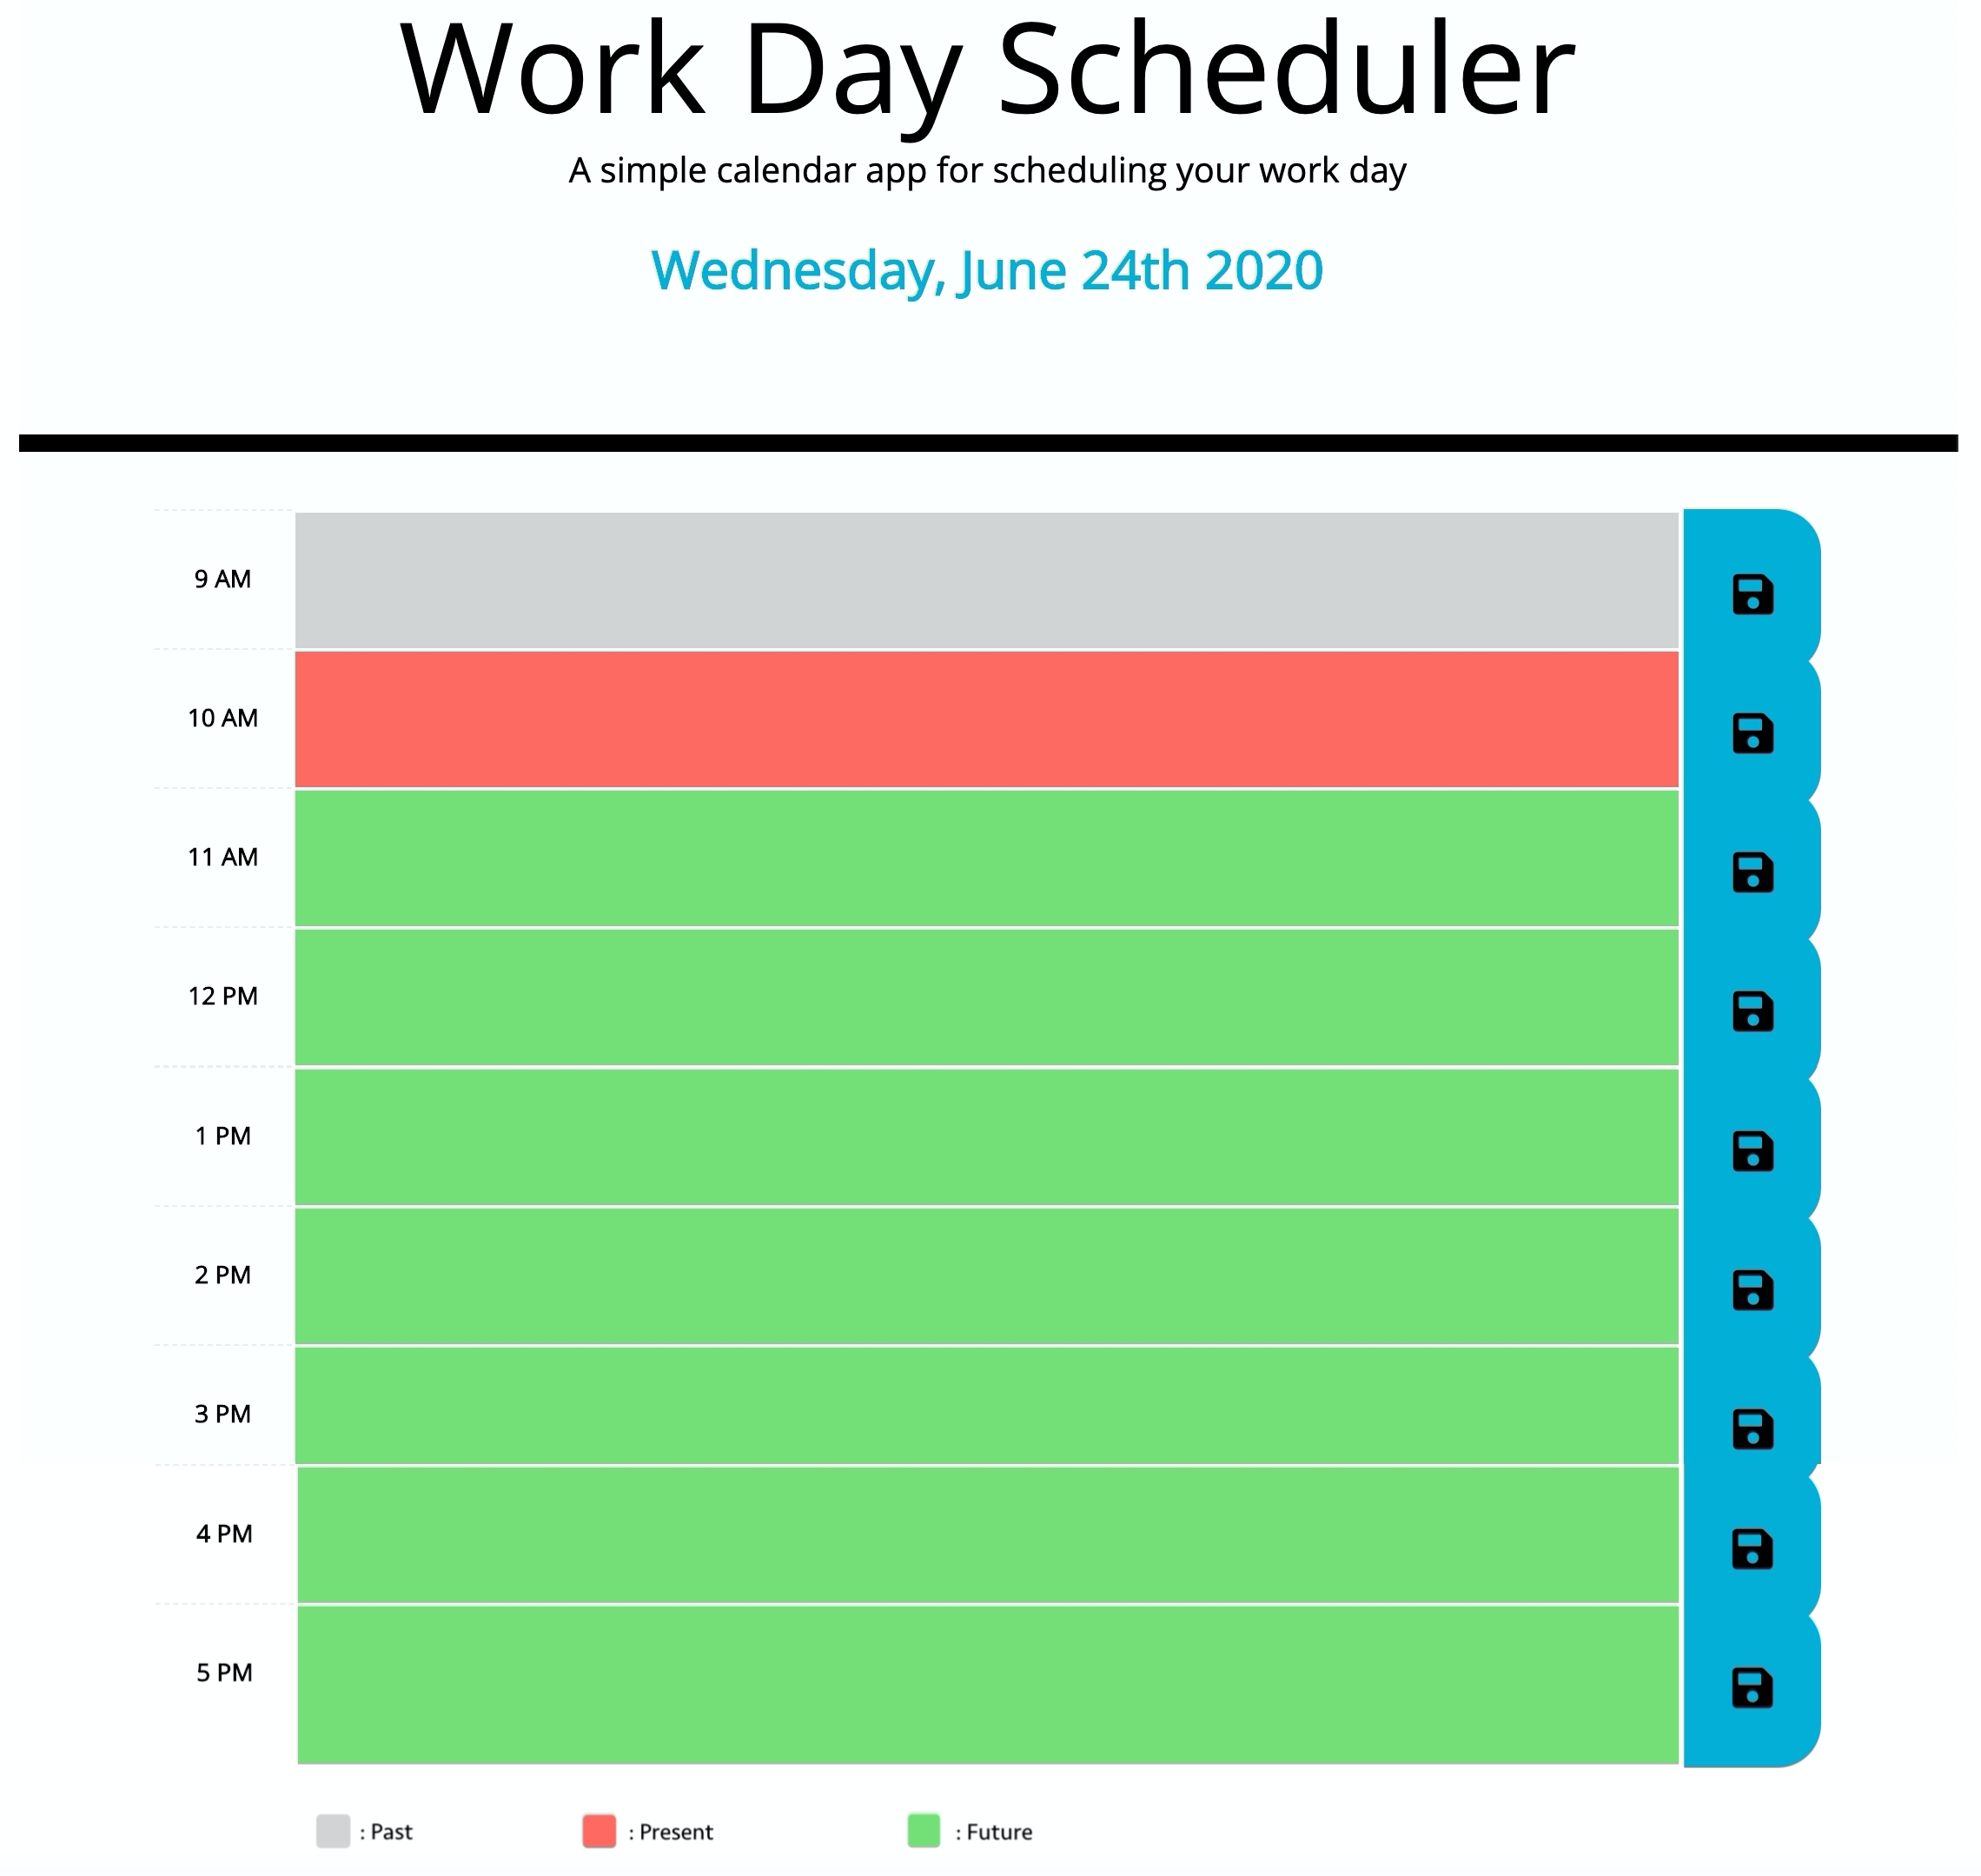 Work Day Scheduler
A simple calendar app for scheduling your work day
Wednesday, June 24th 2020
9 AM
10 AM
11 AM
12 PM
1 PM
2 PM
3 PM
4 PM
5 PM
: Past : Present : Future